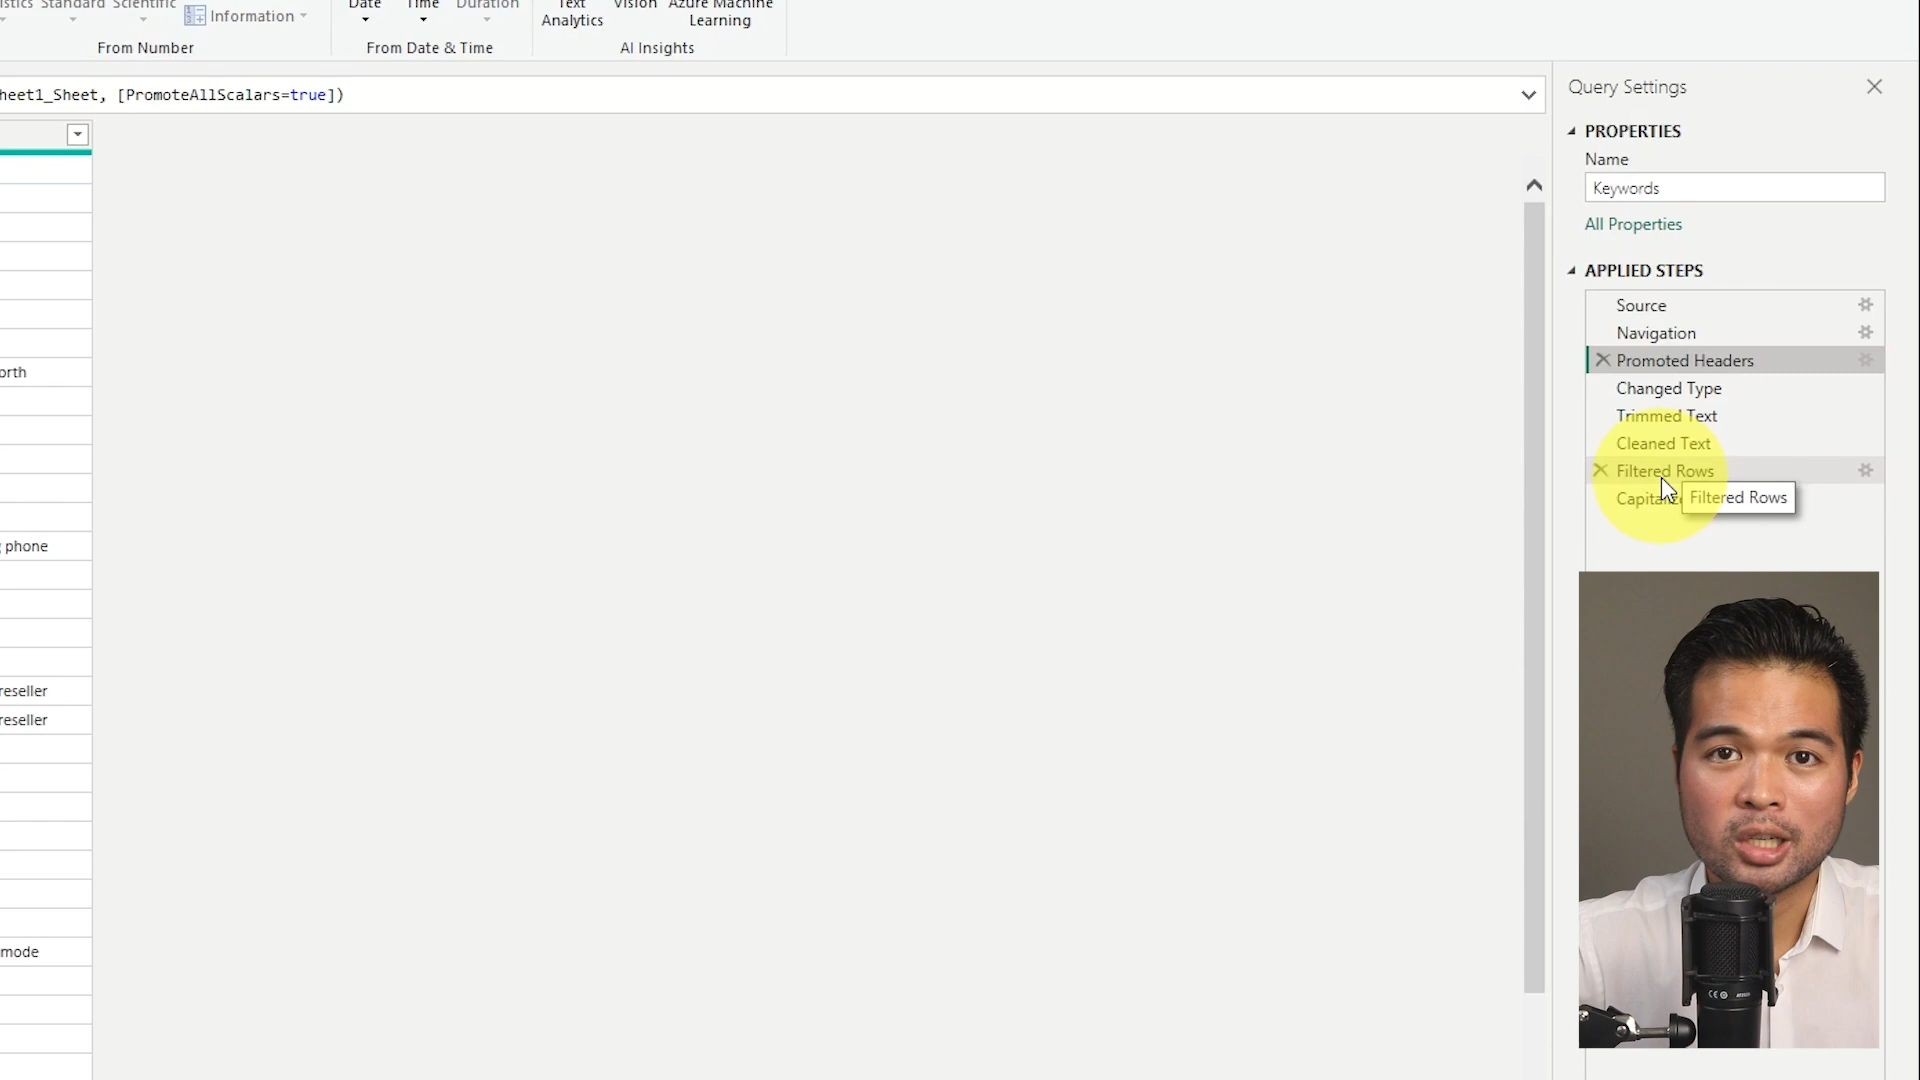 Standard Scientific
Information
From Number
Date
Time
Duration
From Date & Time
Text
Analytics
Vision
Azure Machine
Learning
AI Insights
heet1_Sheet, [PromoteAllScalars=true])
orth
phone
reseller
reseller
mode
Query Settings
PROPERTIES
Name
Keywords
All Properties
APPLIED STEPS
Source
Navigation
Promoted Headers
Changed Type
Trimmed Text
Cleaned Text
Filtered Rows
Filtered Rows